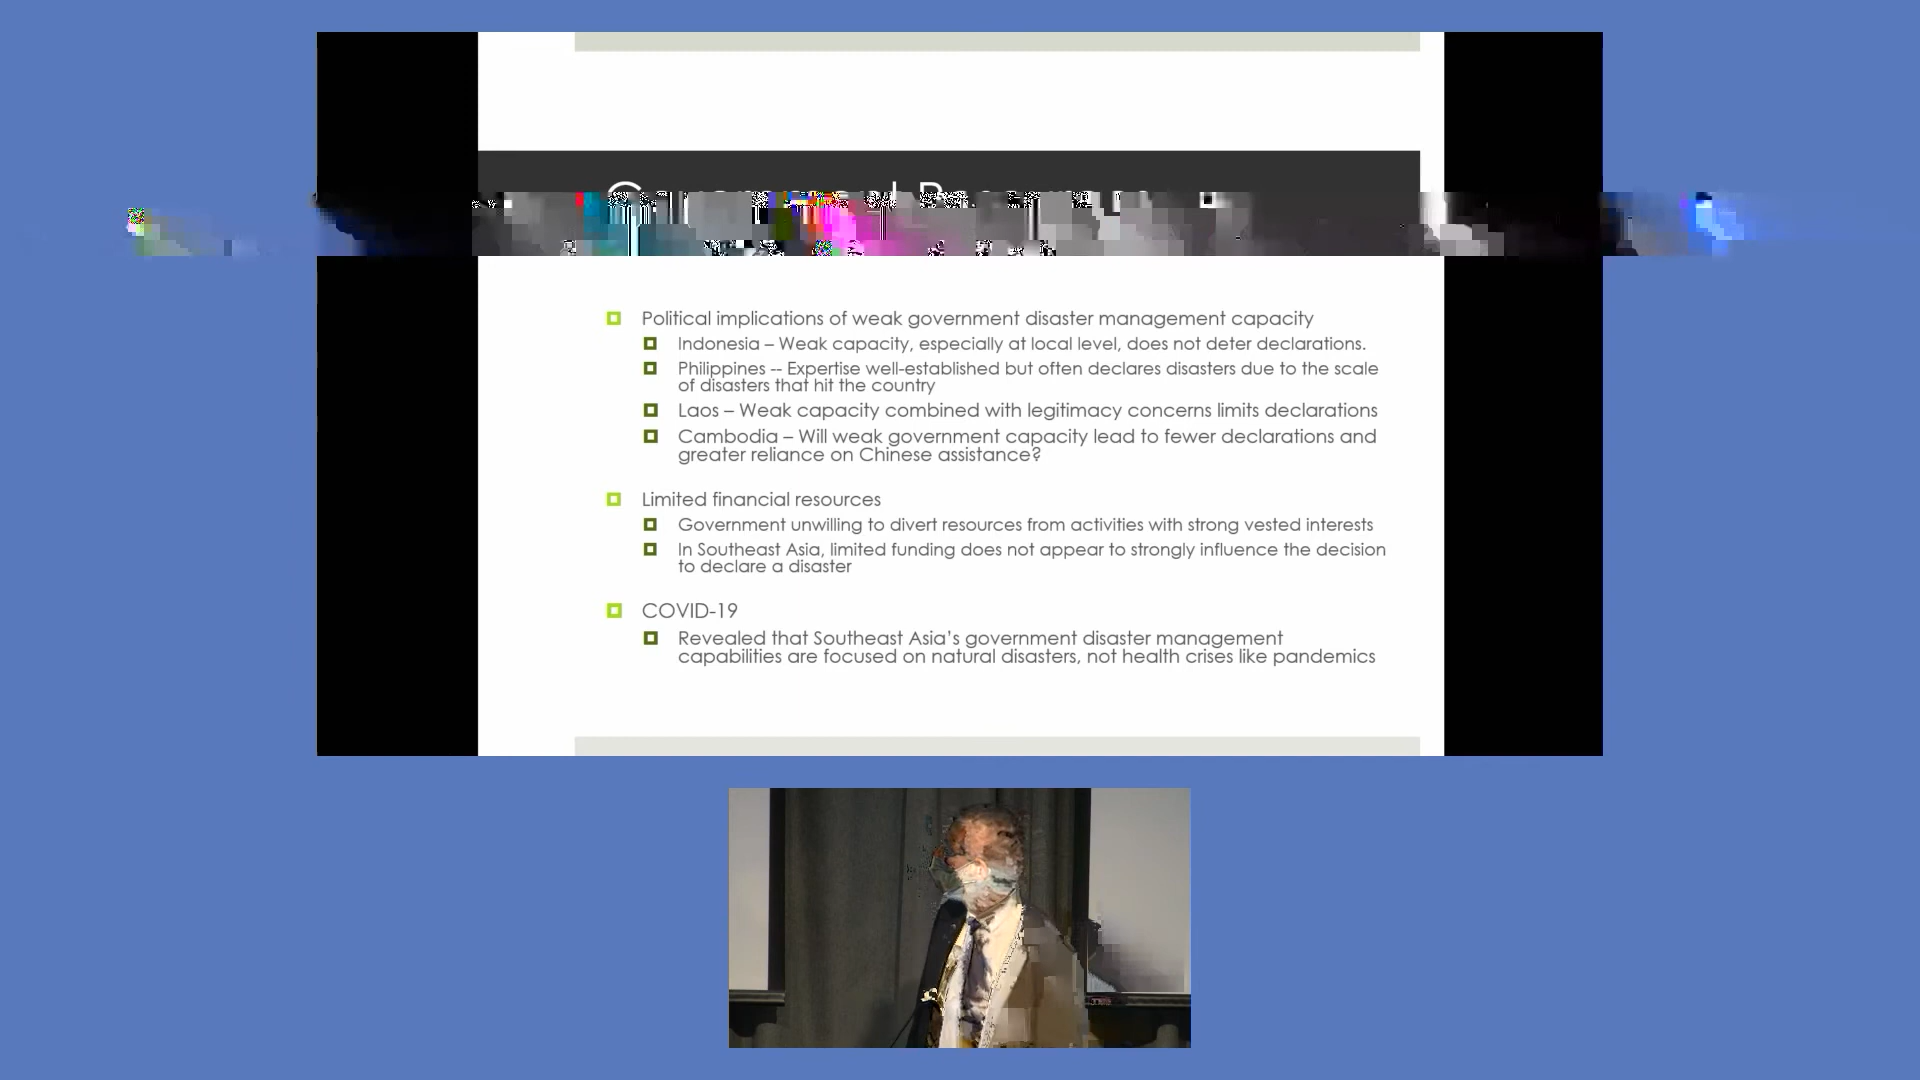 Political implications of weak government disaster management capacity
Indonesia – Weak capacity, especially at local level, does not deter declarations.
Philippines -- Expertise well-established but often declares disasters due to the scale
of disasters that hit the country
Laos – Weak capacity combined with legitimacy concerns limits declarations
Cambodia – Will weak government capacity lead to fewer declarations and
greater reliance on Chinese assistance?
Limited financial resources
Government unwilling to divert resources from activities with strong vested interests
In Southeast Asia, limited funding does not appear to strongly influence the decision
to declare a disaster
COVID-19
Revealed that Southeast Asia’s government disaster management
capabilities are focused on natural disasters, not health crises like pandemics